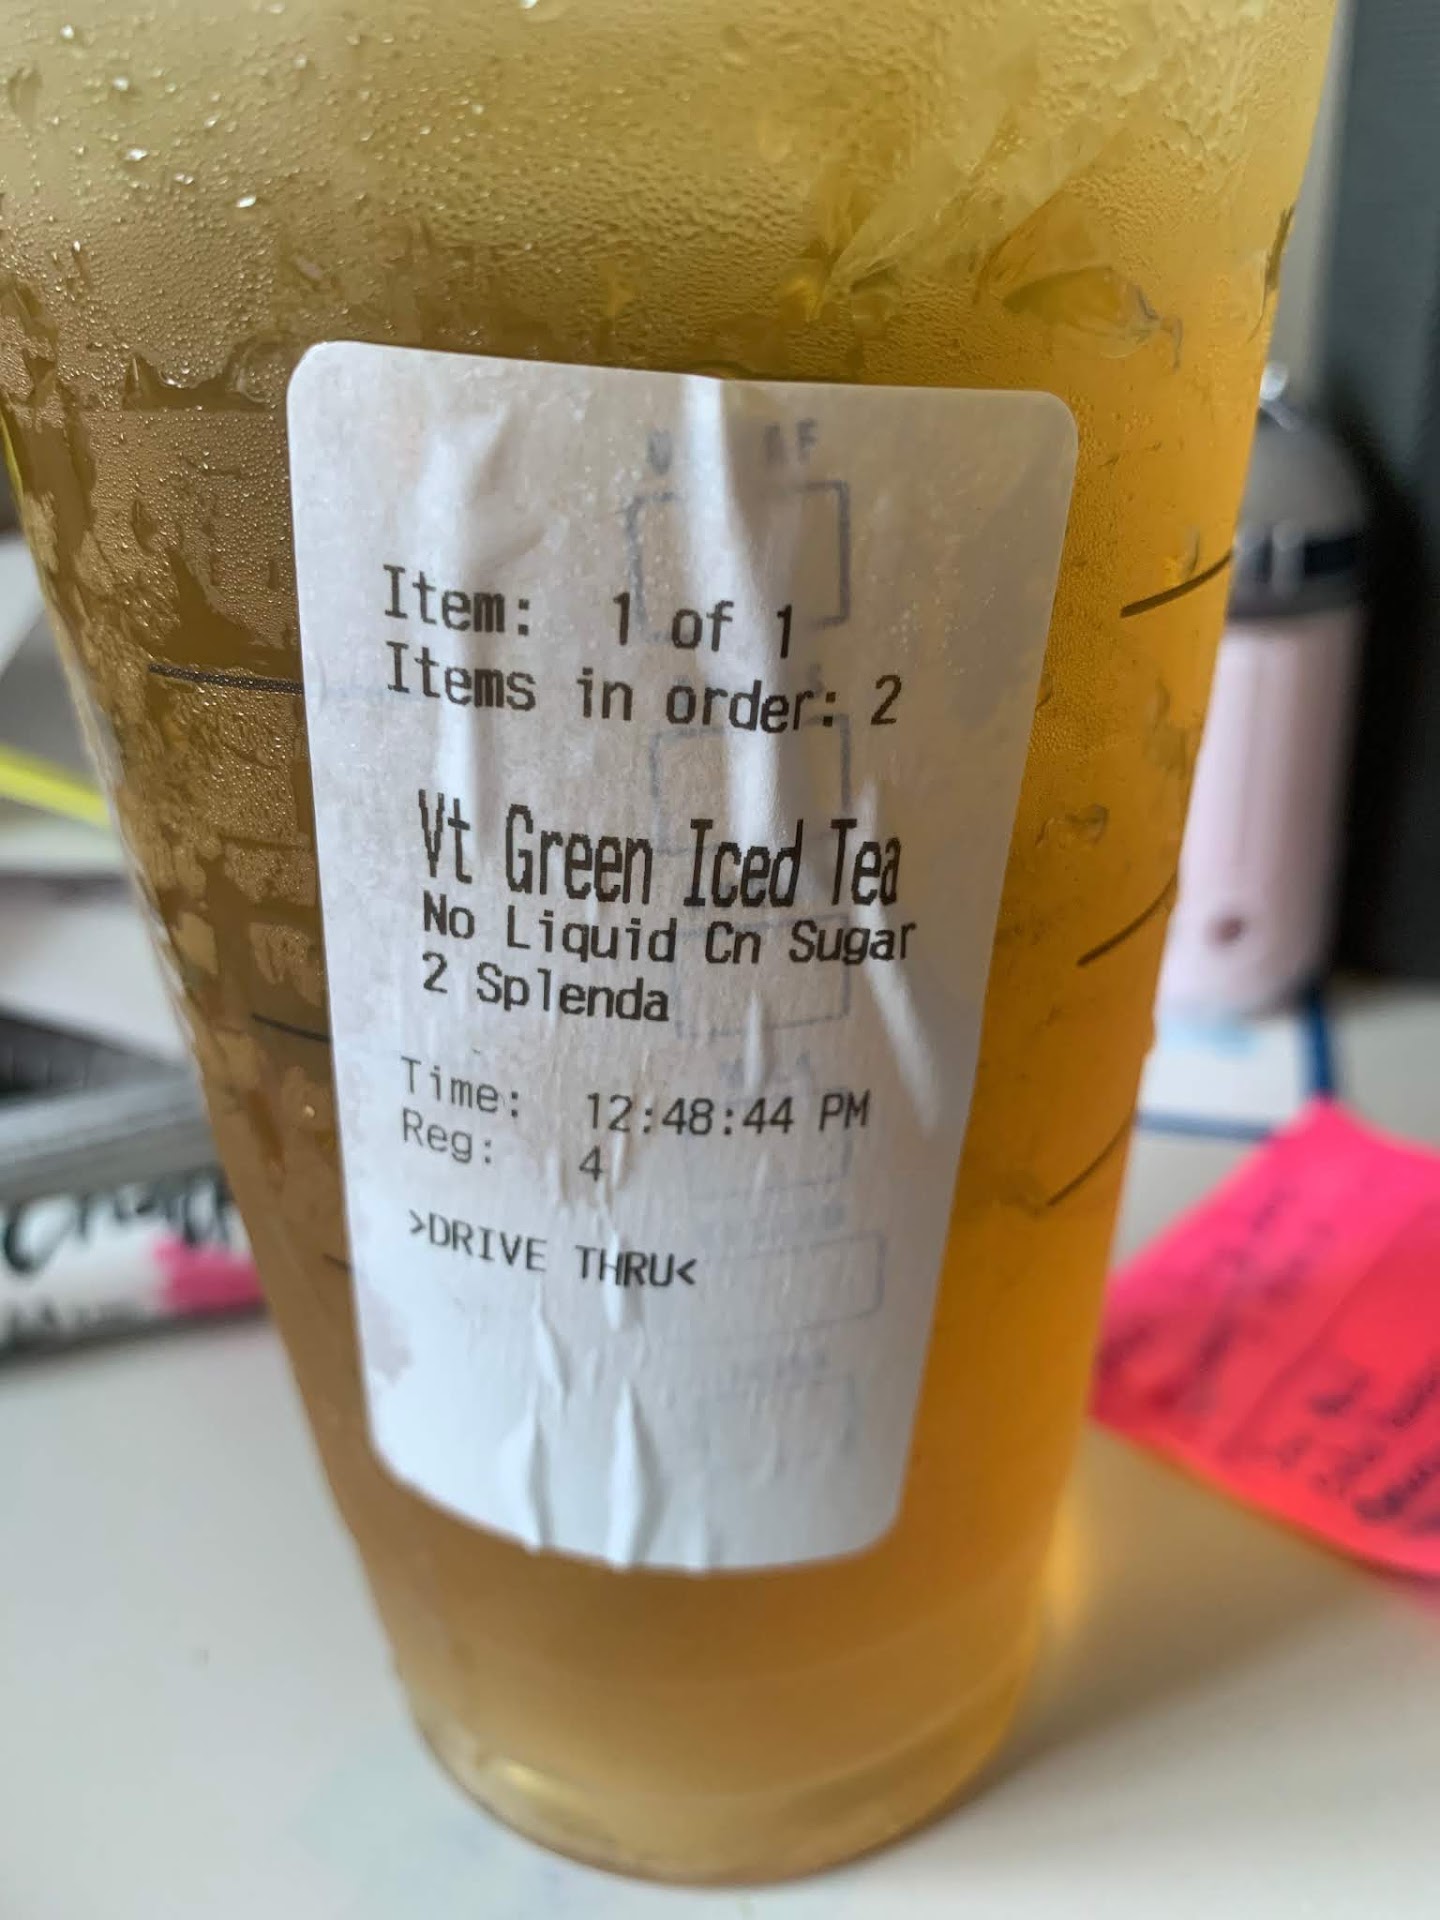 Item: 1 of 1
Items in order: 2
Vt Green Iced Tea
No Liquid Cn Sugar
2 Splenda
Time: 12:48:44 PM
Reg: 4
>DRIVE THRU<